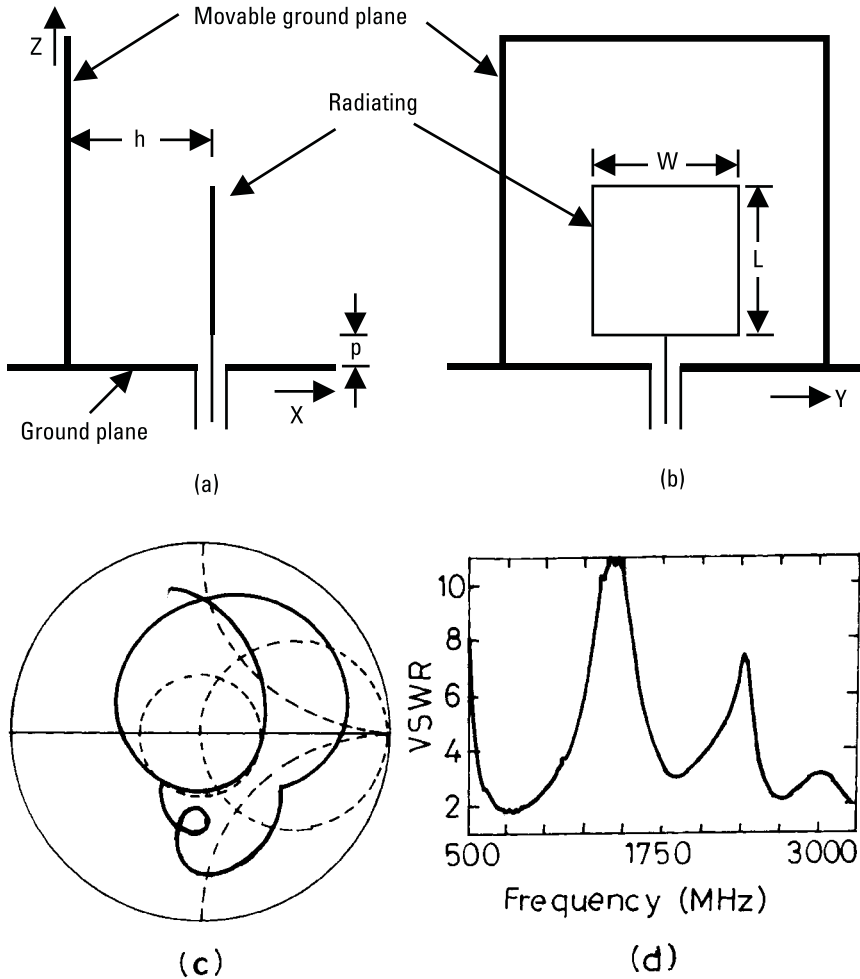 Movable ground plane
Z
Radiating
h
W
L
p
X
Y
Ground plane
(a)
(b)
10
8
6
4
2
VSWR
500
1750
3000
Frequency (MHz)
(c)
(d)